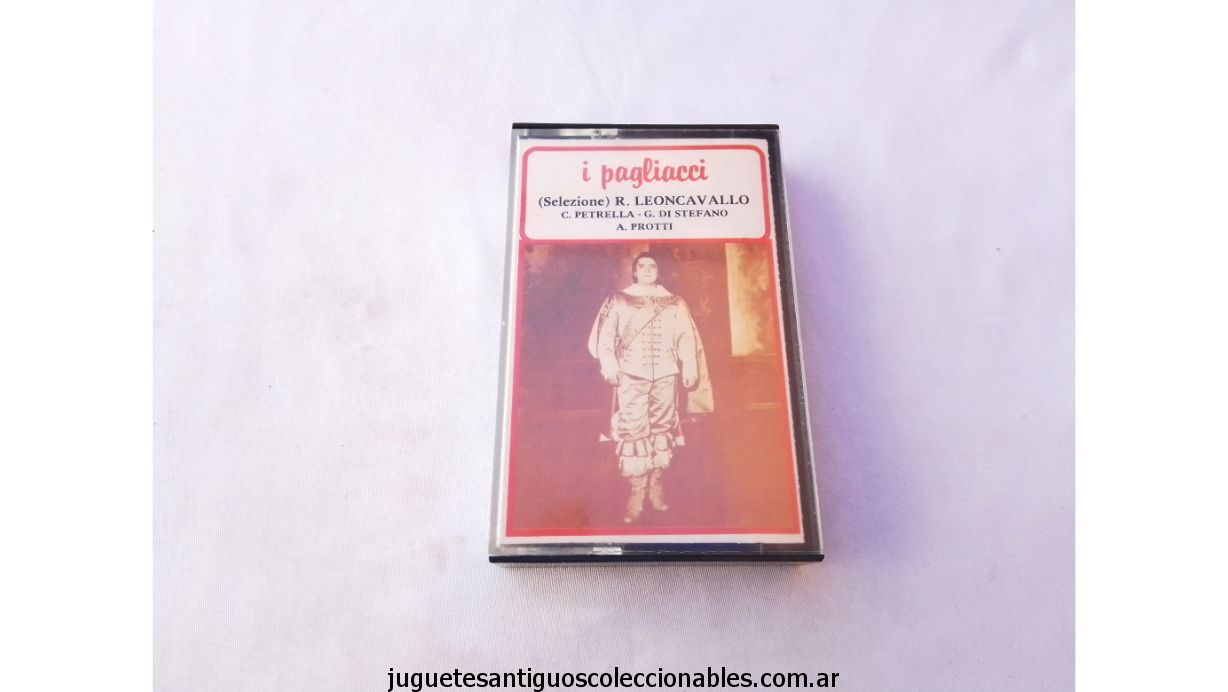 i pagliacci
(Selezione) R. LEONCAVALLO
C. PETRELLA - G. DI STEFANO
A. PROTTI
juguetesantiguoscoleccionables.com.ar